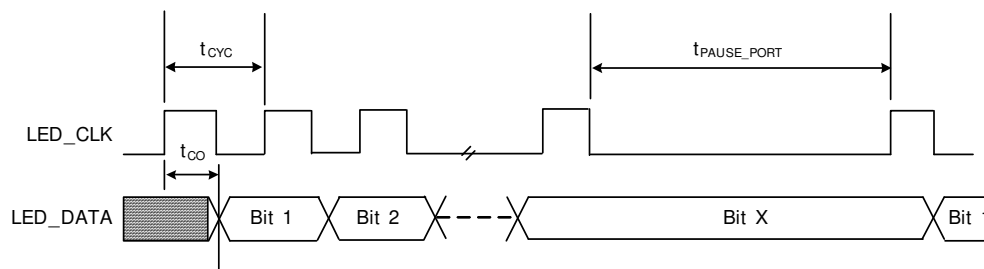 tCYC
tPAUSE_PORT
LED_CLK
tCO
LED_DATA
Bit 1
Bit 2
Bit X
Bit 1